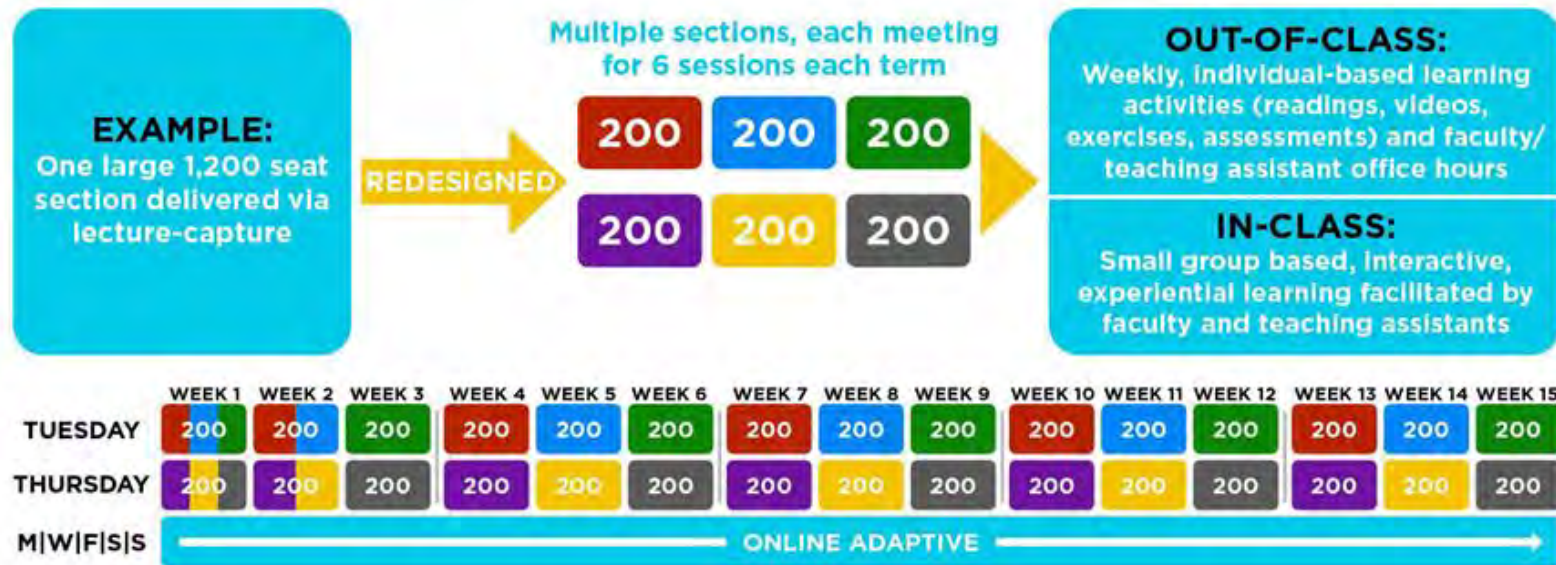 EXAMPLE:
One large 1,200 seat
section delivered via
lecture-capture
REDESIGNED
Multiple sections, each meeting
for 6 sessions each term
200 200 200
200 200 200
OUT-OF-CLASS:
Weekly, individual-based learning
activities (readings, videos,
exercises, assessments) and faculty/
teaching assistant office hours
IN-CLASS:
Small group based, interactive,
experiential learning facilitated by
faculty and teaching assistants
WEEK 1 WEEK 2 WEEK 3 WEEK 4 WEEK 5 WEEK 6 WEEK 7 WEEK 8 WEEK 9 WEEK 10 WEEK 11 WEEK 12 WEEK 13 WEEK 14 WEEK 15
TUESDAY 200 200 200 200 200 200 200 200 200 200 200 200 200 200 200
THURSDAY 200 200 200 200 200 200 200 200 200 200 200 200 200 200 200
M|W|F|S|S ONLINE ADAPTIVE